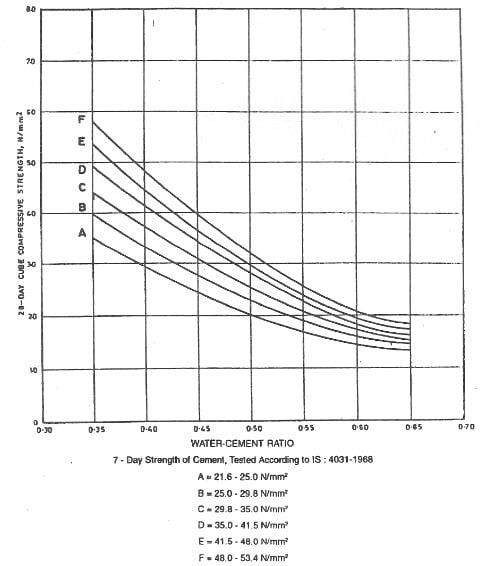 80
70
60
50
40
30
20
10
0
28-DAY CUBE COMPRESSIVE STRENGTH, N/mm²
F
E
D
C
B
A
0·30 0·35 0·40 0·45 0·50 0·55 0·60 0·65 0·70
WATER-CEMENT RATIO
7 - Day Strength of Cement, Tested According to IS : 4031-1968
A = 21.6 - 25.0 N/mm²
B = 25.0 - 29.8 N/mm²
C = 29.8 - 35.0 N/mm²
D = 35.0 - 41.5 N/mm²
E = 41.5 - 48.0 N/mm²
F = 48.0 - 53.4 N/mm²